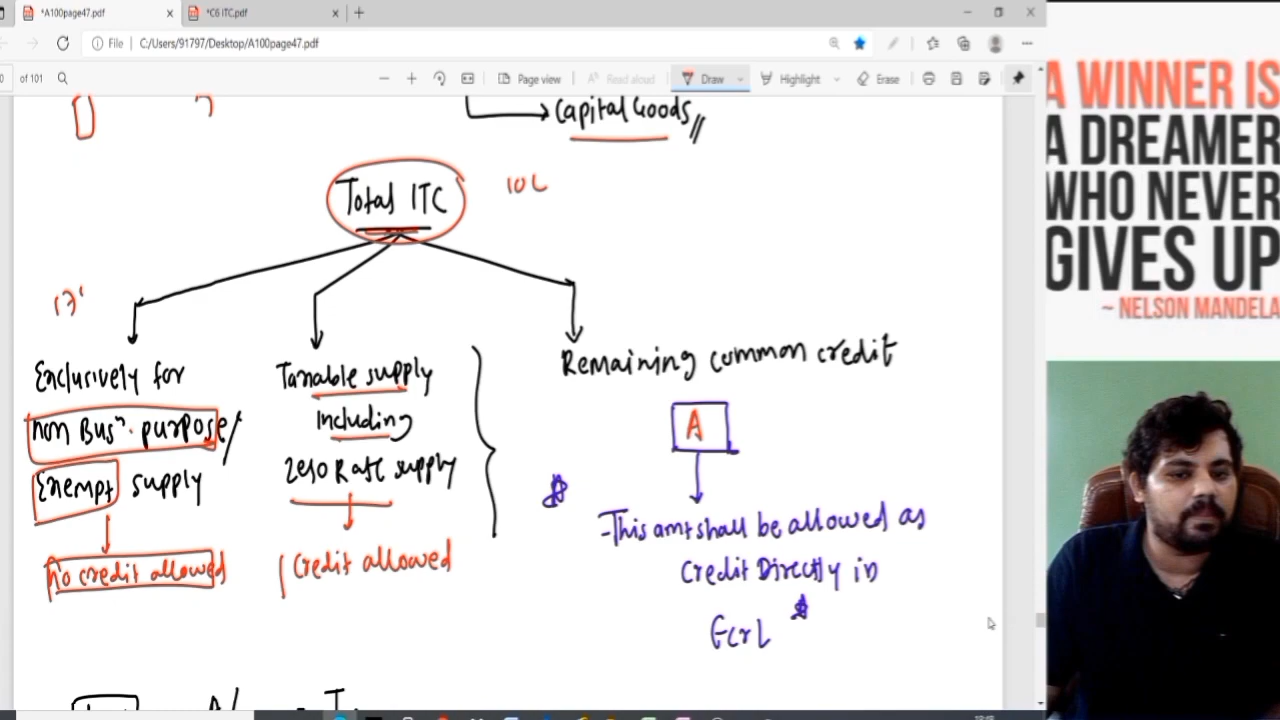 *A100page47.pdf
*C6 ITC.pdf
File
C:/Users/91797/Desktop/A100page47.pdf
of 101
Page view
Read aloud
Draw
Highlight
Erase
Capital Goods
Total ITC
10L
17'
Exclusively for
non Busⁿ. purpose/
Exempt supply
no credit allowed
Taxable supply
Including
Zero Rate supply
Credit allowed
Remaining common credit
A
-This amt shall be allowed as
Credit Directly in
Ecrl
A WINNER IS
A DREAMER
WHO NEVER
GIVES UP
~ NELSON MANDELA